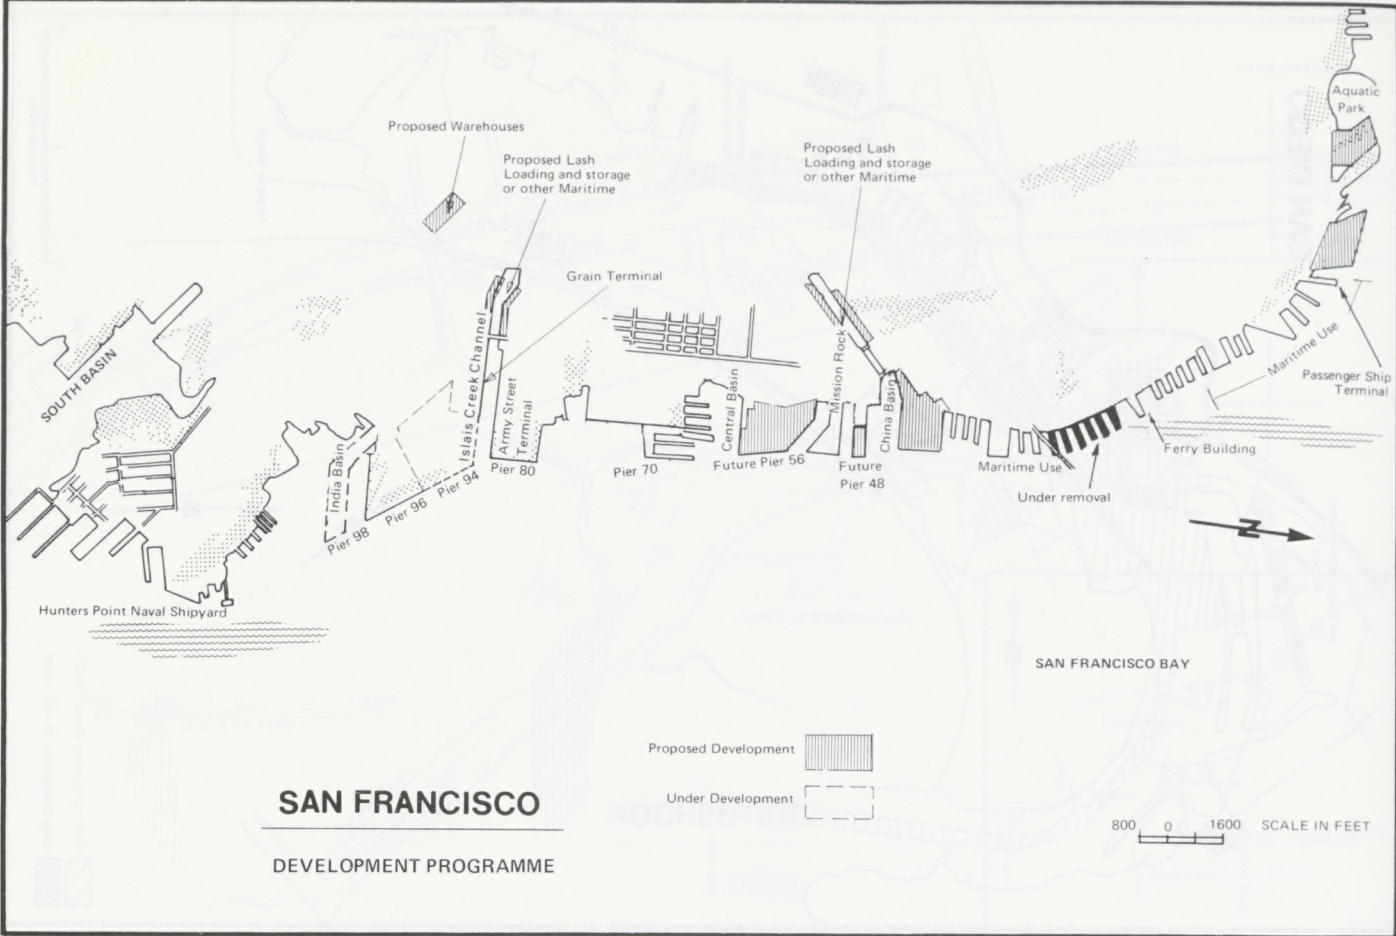 Aquatic
Park
Proposed Warehouses
Proposed Lash
Loading and storage
or other Maritime
Proposed Lash
Loading and storage
or other Maritime
Grain Terminal
SOUTH BASIN
Islais Creek Channel
Army Street
Terminal
Central Basin
Mission Rock
China Basin
Maritime Use
Passenger Ship
Terminal
India Basin
Pier 98
Pier 96
Pier 94
Pier 80
Pier 70
Future Pier 56
Future
Pier 48
Maritime Use
Ferry Building
Under removal
N
Hunters Point Naval Shipyard
SAN FRANCISCO BAY
Proposed Development
Under Development
SAN FRANCISCO
DEVELOPMENT PROGRAMME
800 0 1600 SCALE IN FEET